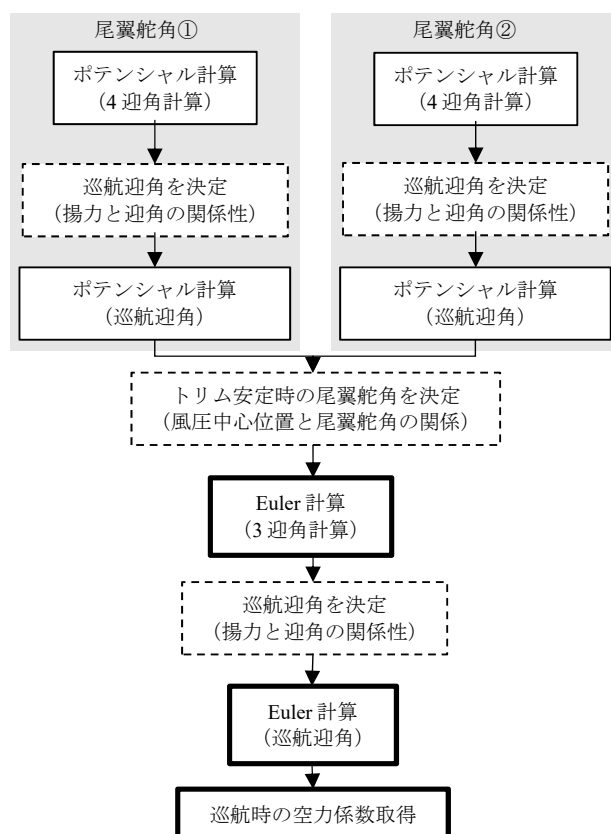 尾翼舵角①
ポテンシャル計算
(4 迎角計算)
巡航迎角を決定
(揚力と迎角の関係性)
ポテンシャル計算
(巡航迎角)
尾翼舵角②
ポテンシャル計算
(4 迎角計算)
巡航迎角を決定
(揚力と迎角の関係性)
ポテンシャル計算
(巡航迎角)
トリム安定時の尾翼舵角を決定
(風圧中心位置と尾翼舵角の関係)
Euler 計算
(3 迎角計算)
巡航迎角を決定
(揚力と迎角の関係性)
Euler 計算
(巡航迎角)
巡航時の空力係数取得